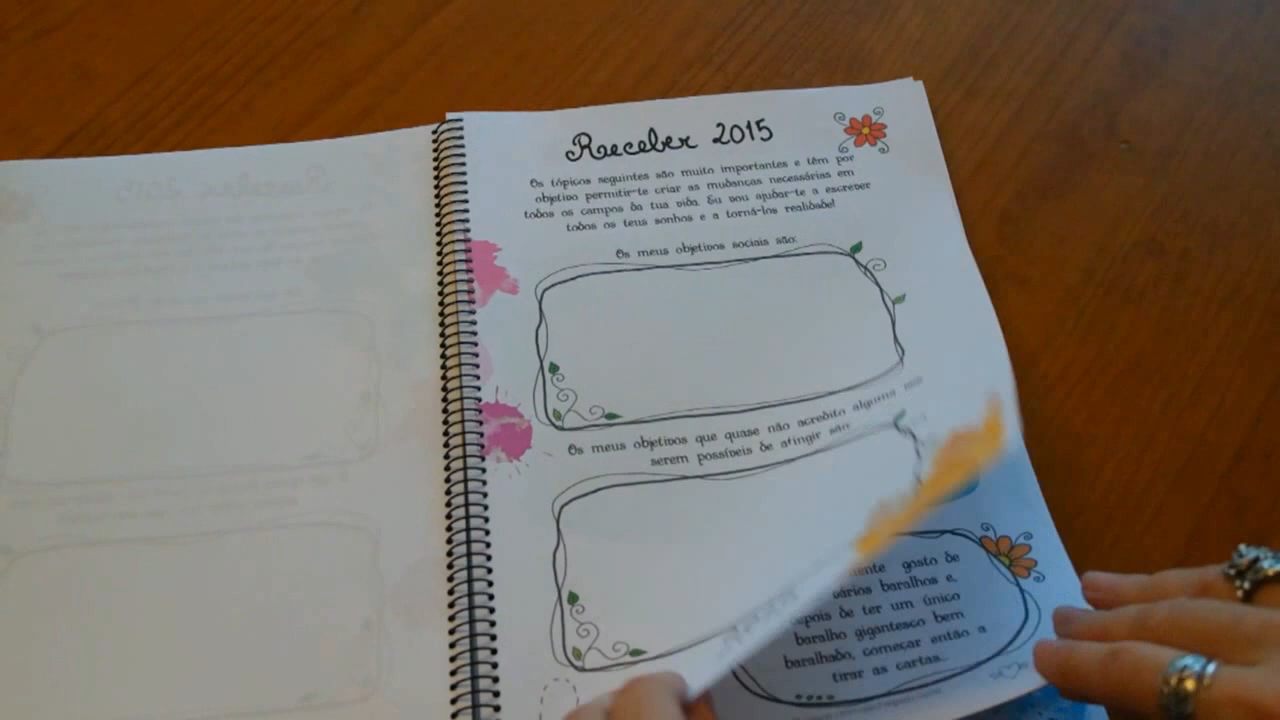 Receber 2015
Os tópicos seguintes são muito importantes e têm por
objetivo permitir-te criar as mudanças necessárias em
todos os campos da tua vida. Eu vou ajudar-te a escrever
todos os teus sonhos e a torná-los realidade!
Os meus objetivos sociais são:
Os meus objetivos que quase não acredito alguma vez
serem possíveis de atingir são:
gosto de
vários baralhos e,
de ter um único
baralho gigantesco bem
baralhado, começar então a
tirar as cartas...